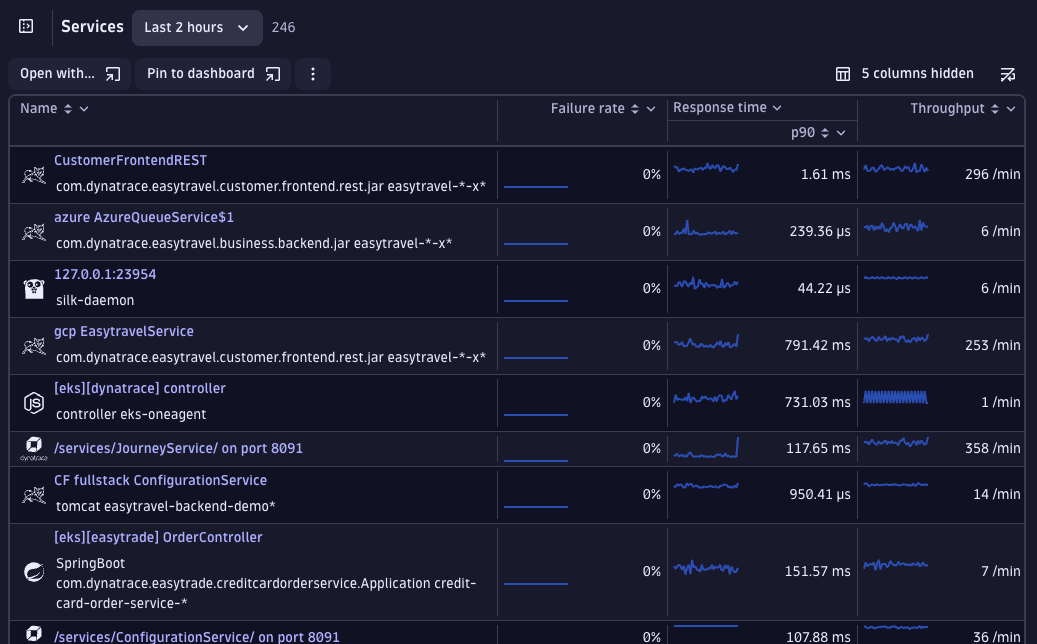 Services Last 2 hours 246
Open with... Pin to dashboard 5 columns hidden
Name Failure rate Response time Throughput
p90
CustomerFrontendREST
com.dynatrace.easytravel.customer.frontend.rest.jar easytravel-*-x* 0% 1.61 ms 296 /min
azure AzureQueueService$1
com.dynatrace.easytravel.business.backend.jar easytravel-*-x* 0% 239.36 µs 6 /min
127.0.0.1:23954
silk-daemon 0% 44.22 µs 6 /min
gcp EasytravelService
com.dynatrace.easytravel.customer.frontend.rest.jar easytravel-*-x* 0% 791.42 ms 253 /min
[eks][dynatrace] controller
controller eks-oneagent 0% 731.03 ms 1 /min
dynatrace /services/JourneyService/ on port 8091 0% 117.65 ms 358 /min
CF fullstack ConfigurationService
tomcat easytravel-backend-demo* 0% 950.41 µs 14 /min
[eks][easytrade] OrderController
SpringBoot
com.dynatrace.easytrade.creditcardorderservice.Application credit-
card-order-service-* 0% 151.57 ms 7 /min
/services/ConfigurationService/ on port 8091 0% 107.88 ms 36 /min